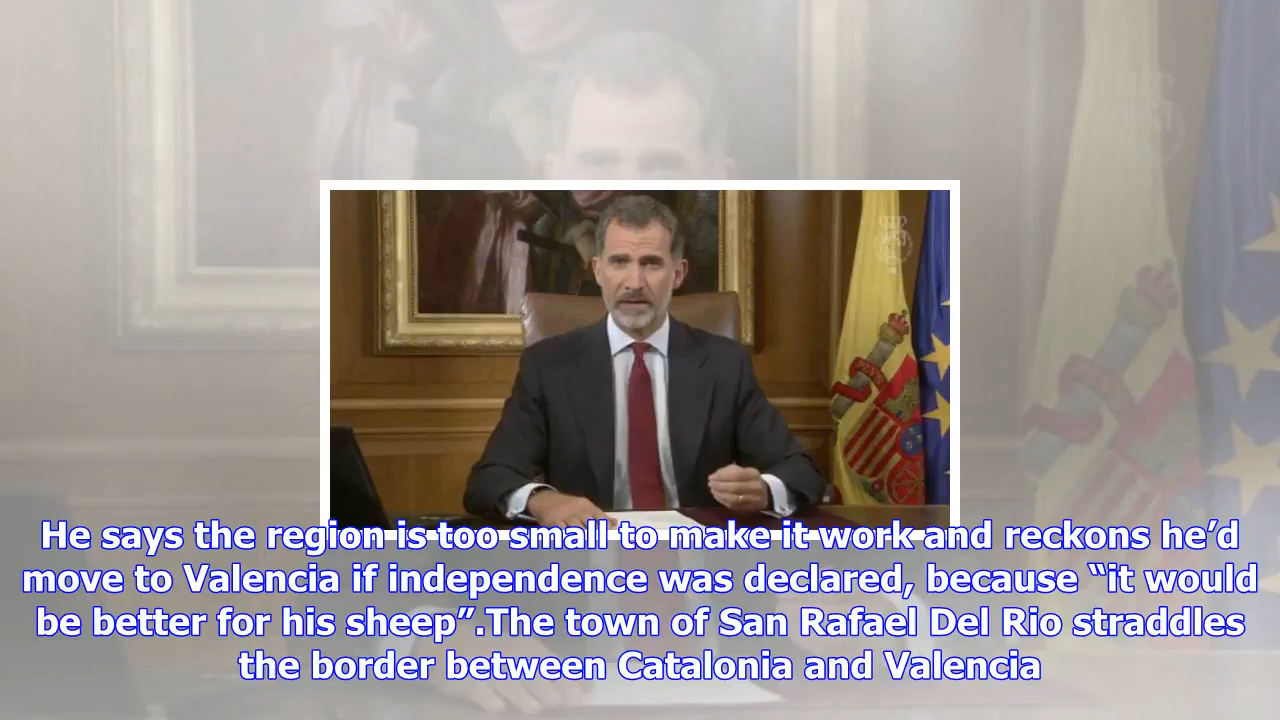 He says the region is too small to make it work and reckons he’d
move to Valencia if independence was declared, because “it would
be better for his sheep”.The town of San Rafael Del Rio straddles
the border between Catalonia and Valencia